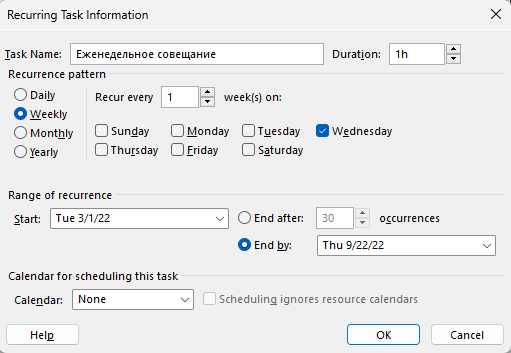 Recurring Task Information
Task Name: Еженедельное совещание Duration: 1h
Recurrence pattern
Daily Recur every 1 week(s) on:
Weekly
Monthly Sunday Monday Tuesday Wednesday
Yearly Thursday Friday Saturday
Range of recurrence
Start: Tue 3/1/22 End after: 30 occurrences
End by: Thu 9/22/22
Calendar for scheduling this task
Calendar: None Scheduling ignores resource calendars
Help OK Cancel